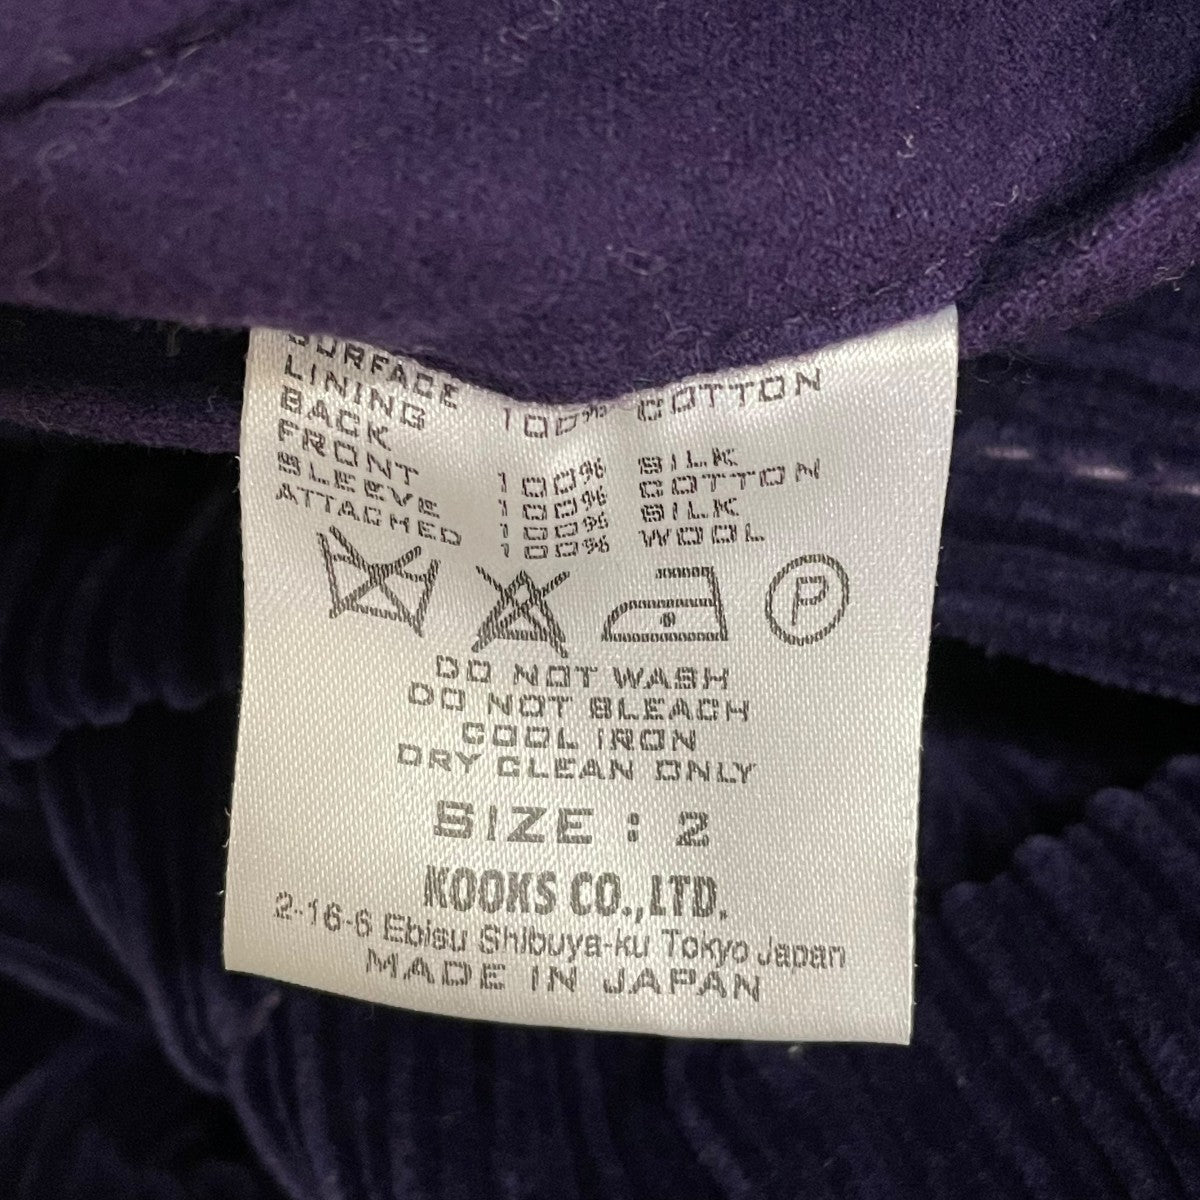 SURFACE 100% COTTON
LINING
BACK 100% SILK
FRONT 100% COTTON
SLEEVE 100% SILK
ATTACHED 100% WOOL
P
DO NOT WASH
DO NOT BLEACH
COOL IRON
DRY CLEAN ONLY
SIZE : 2
KOOKS CO.,LTD.
2-16-6 Ebisu Shibuya-ku Tokyo Japan
MADE IN JAPAN